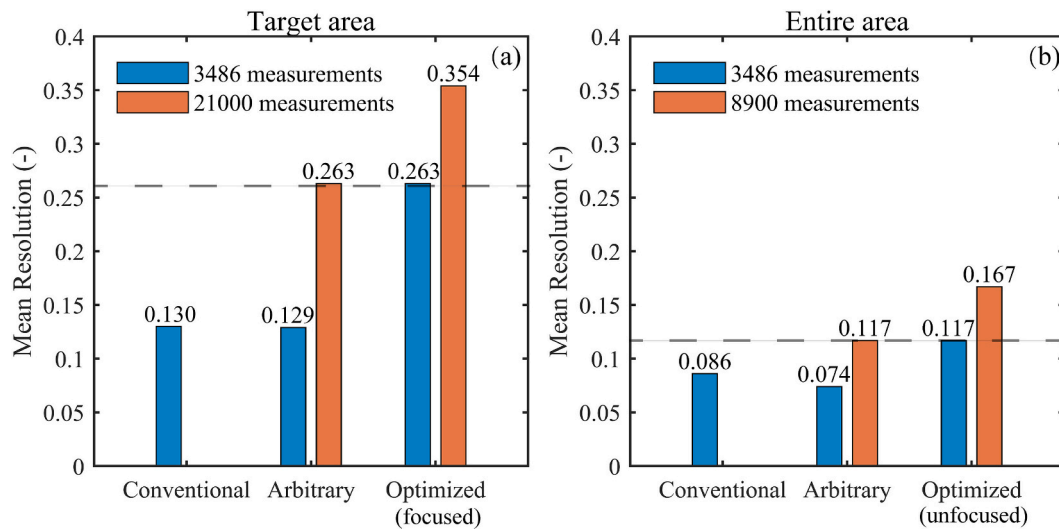 Target area
(a)
3486 measurements
21000 measurements
Mean Resolution (-)
0.4
0.35
0.3
0.25
0.2
0.15
0.1
0.05
0
0.130
0.129
0.263
0.263
0.354
Conventional
Arbitrary
Optimized
(focused)
Entire area
(b)
3486 measurements
8900 measurements
Mean Resolution (-)
0.4
0.35
0.3
0.25
0.2
0.15
0.1
0.05
0
0.086
0.074
0.117
0.117
0.167
Conventional
Arbitrary
Optimized
(unfocused)